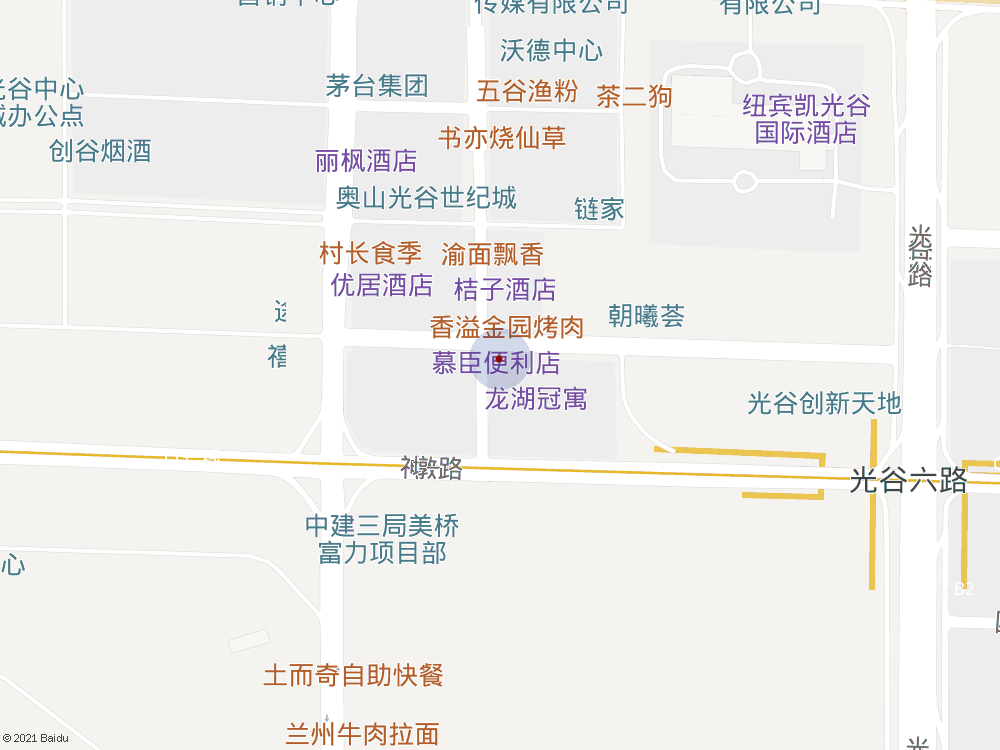 传媒有限公司
有限公司
沃德中心
光谷中心
茅台集团
五谷渔粉
茶二狗
纽宾凯光谷
国际酒店
城办公点
书亦烧仙草
创谷烟酒
丽枫酒店
奥山光谷世纪城
链家
光谷路
村长食季
渝面飘香
优居酒店
桔子酒店
朝曦荟
香溢金园烤肉
慕臣便利店
禧
龙湖冠寓
光谷创新天地
神墩路
光谷六路
中建三局美桥
富力项目部
心
B2
土而奇自助快餐
兰州牛肉拉面
光
© 2021 Baidu